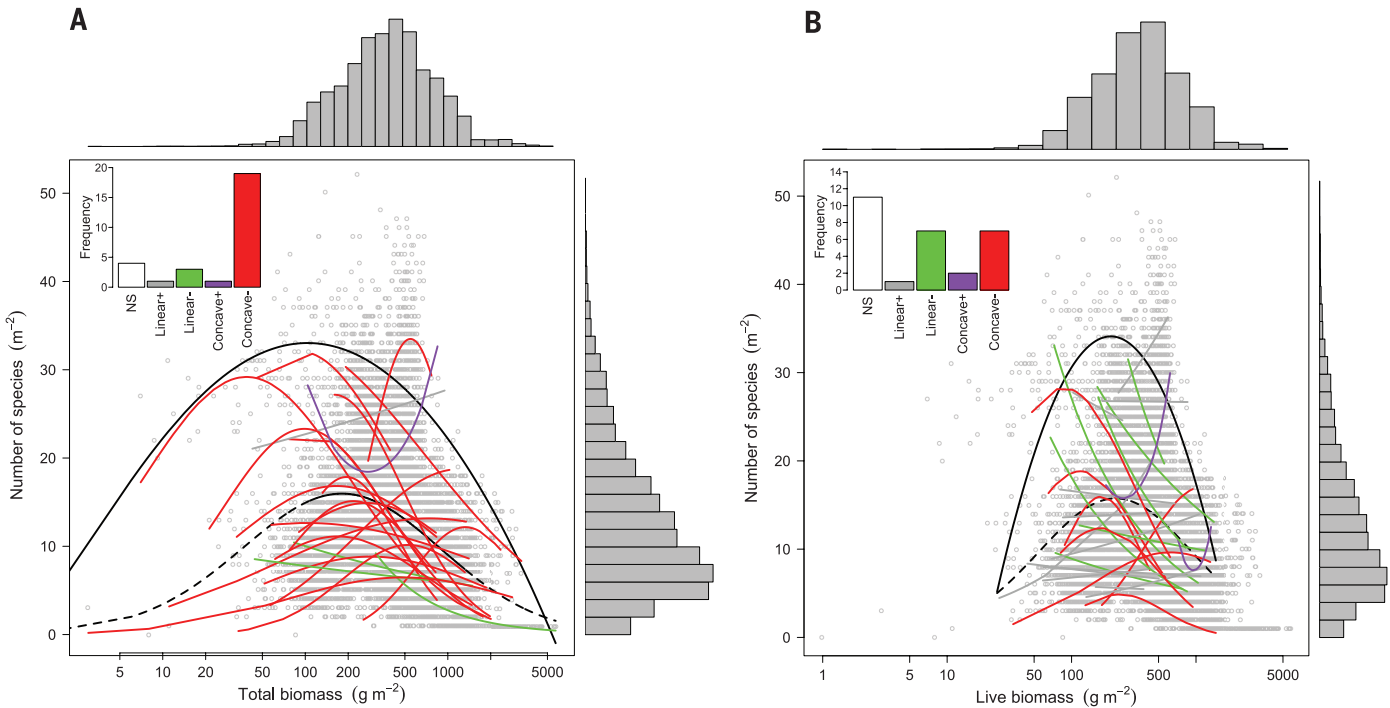 A
B
20
15
10
5
0
Frequency
NS
Linear+
Linear-
Concave+
Concave-
50
40
30
20
10
0
Number of species (m⁻²)
5
10
20
50
100
200
500
1000
5000
Total biomass (g m⁻²)
14
12
10
8
6
4
2
0
Frequency
NS
Linear+
Linear-
Concave+
Concave-
50
40
30
20
10
0
Number of species (m⁻²)
1
5
10
50
100
500
5000
Live biomass (g m⁻²)